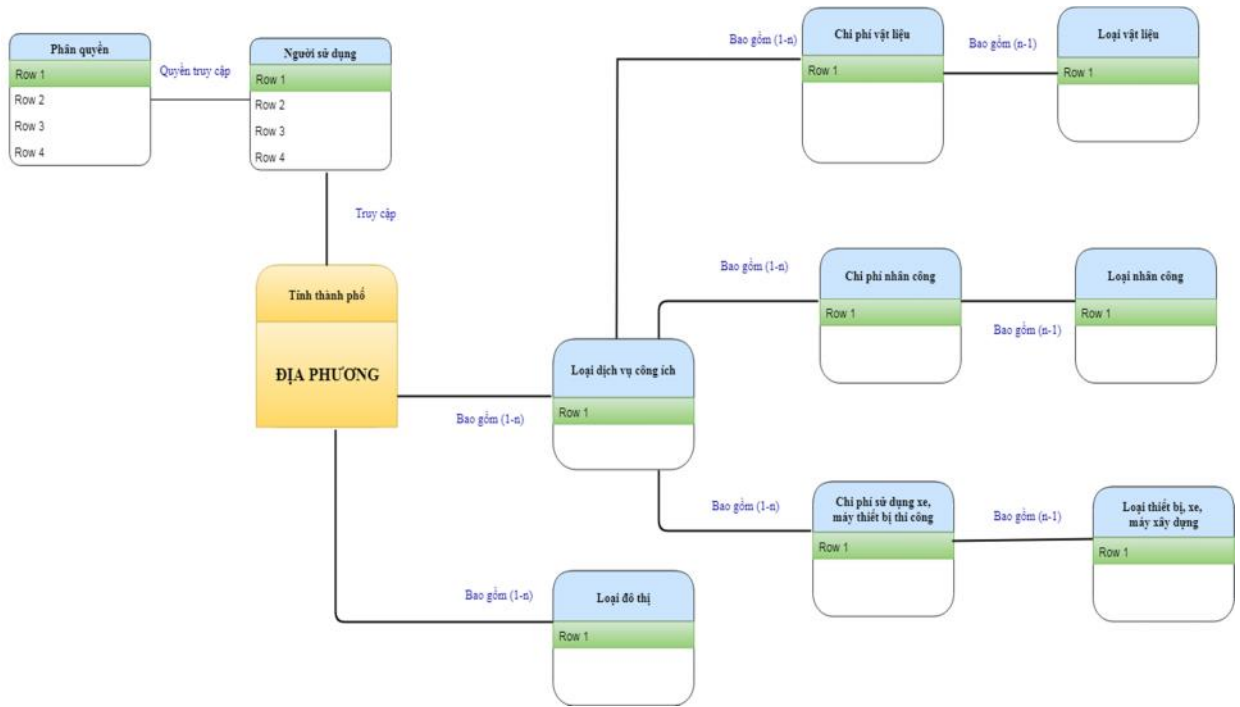 Phân quyền
Row 1
Row 2
Row 3
Row 4
Quyền truy cập
Người sử dụng
Row 1
Row 2
Row 3
Row 4
Truy cập
Tỉnh thành phố
ĐỊA PHƯƠNG
Bao gồm (1-n)
Loại dịch vụ công ích
Row 1
Bao gồm (1-n)
Chi phí vật liệu
Row 1
Bao gồm (n-1)
Loại vật liệu
Row 1
Bao gồm (1-n)
Chi phí nhân công
Row 1
Bao gồm (n-1)
Loại nhân công
Row 1
Bao gồm (1-n)
Chi phí sử dụng xe,
máy thiết bị thi công
Row 1
Bao gồm (n-1)
Loại thiết bị, xe,
máy xây dựng
Row 1
Bao gồm (1-n)
Loại đô thị
Row 1